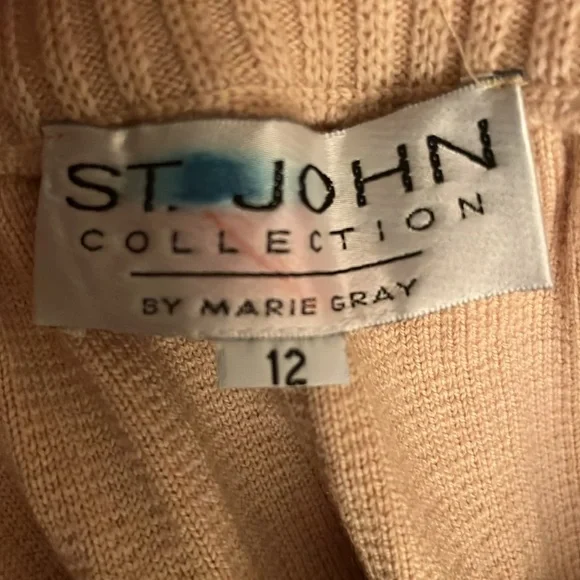 ST. JOHN
COLLECTION
BY MARIE GRAY
12